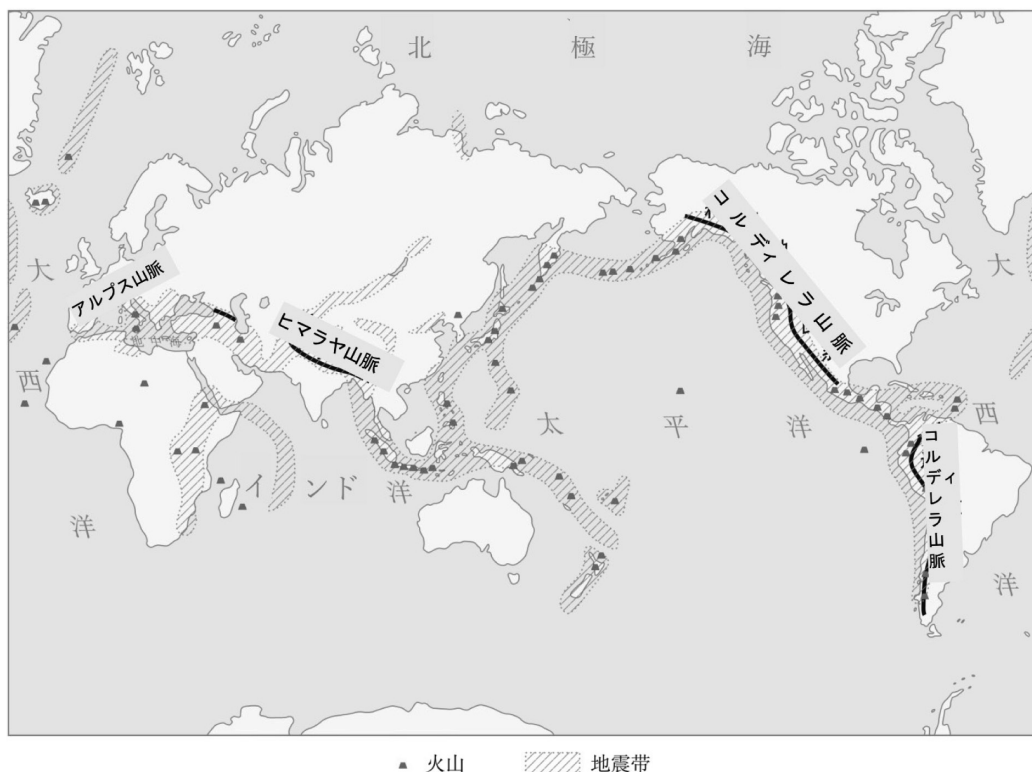 北極海
大
アルプス山脈
ヒマラヤ山脈
コルディレラ山脈
大
西
太平洋
西
インド洋
洋
コルディレラ山脈
洋
火山
地震帯